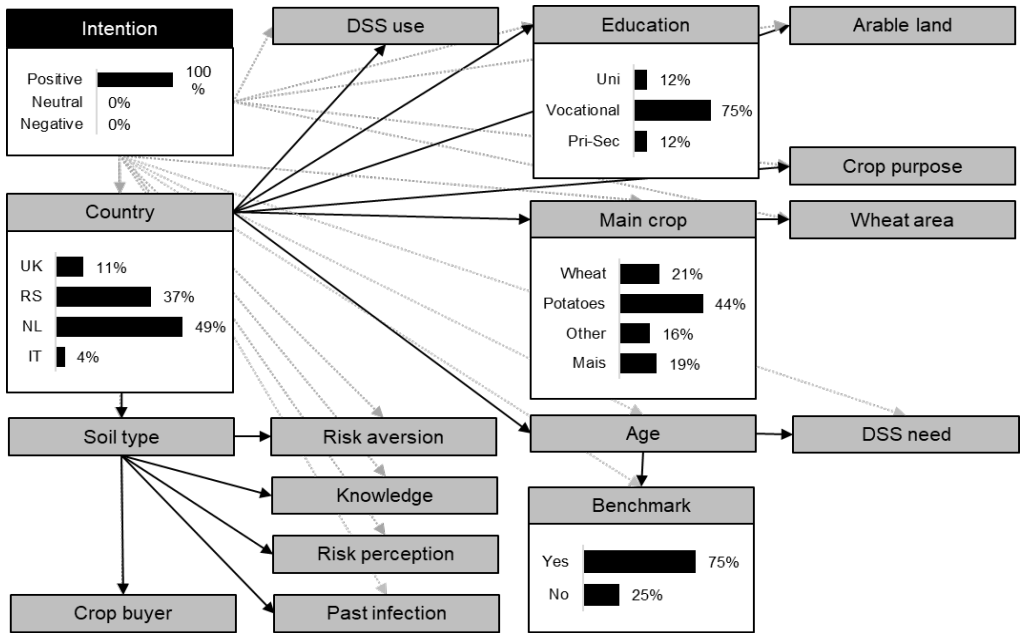 Intention
Positive 100
%
Neutral 0%
Negative 0%
DSS use
Education
Uni 12%
Vocational 75%
Pri-Sec 12%
Arable land
Crop purpose
Wheat area
Country
UK 11%
RS 37%
NL 49%
IT 4%
Main crop
Wheat 21%
Potatoes 44%
Other 16%
Mais 19%
Soil type
Risk aversion
Age
DSS need
Knowledge
Benchmark
Yes 75%
No 25%
Risk perception
Crop buyer
Past infection